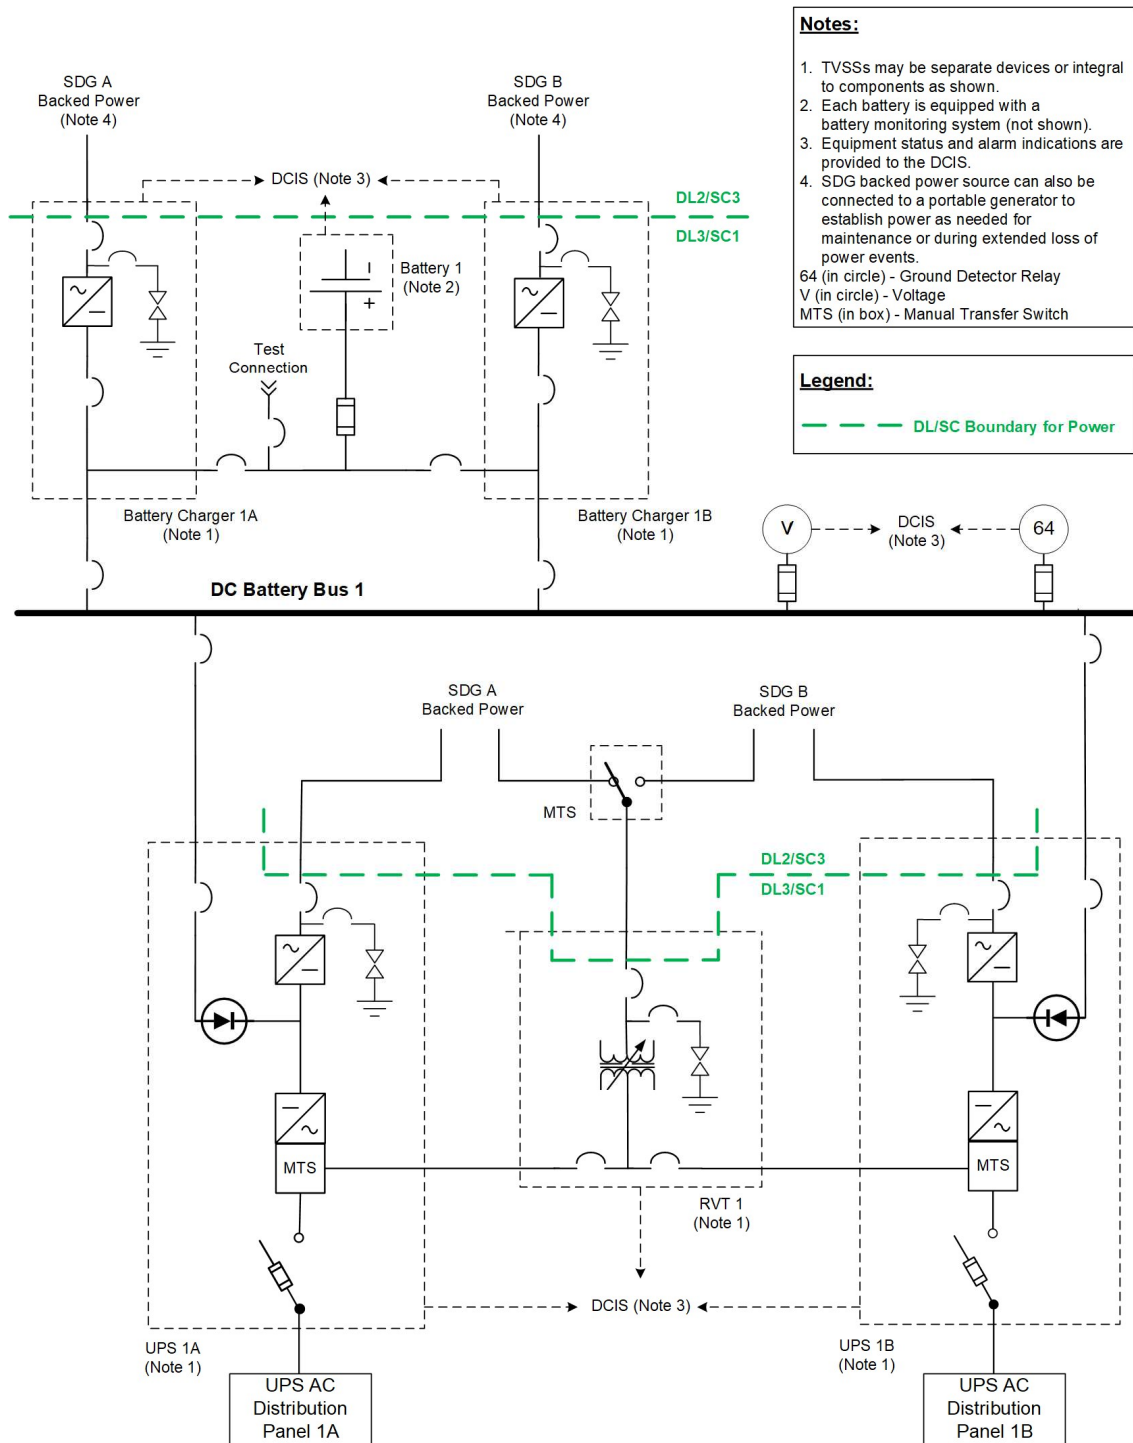 Notes:
1. TVSSs may be separate devices or integral
to components as shown.
2. Each battery is equipped with a
battery monitoring system (not shown).
3. Equipment status and alarm indications are
provided to the DCIS.
4. SDG backed power source can also be
connected to a portable generator to
establish power as needed for
maintenance or during extended loss of
power events.
64 (in circle) - Ground Detector Relay
V (in circle) - Voltage
MTS (in box) - Manual Transfer Switch
Legend:
DL/SC Boundary for Power
SDG A
Backed Power
(Note 4)
SDG B
Backed Power
(Note 4)
DCIS (Note 3)
DL2/SC3
DL3/SC1
Battery 1
(Note 2)
Test
Connection
Battery Charger 1A
(Note 1)
Battery Charger 1B
(Note 1)
V
DCIS
(Note 3)
64
DC Battery Bus 1
SDG A
Backed Power
SDG B
Backed Power
MTS
DL2/SC3
DL3/SC1
MTS
MTS
RVT 1
(Note 1)
DCIS (Note 3)
UPS 1A
(Note 1)
UPS 1B
(Note 1)
UPS AC
Distribution
Panel 1A
UPS AC
Distribution
Panel 1B